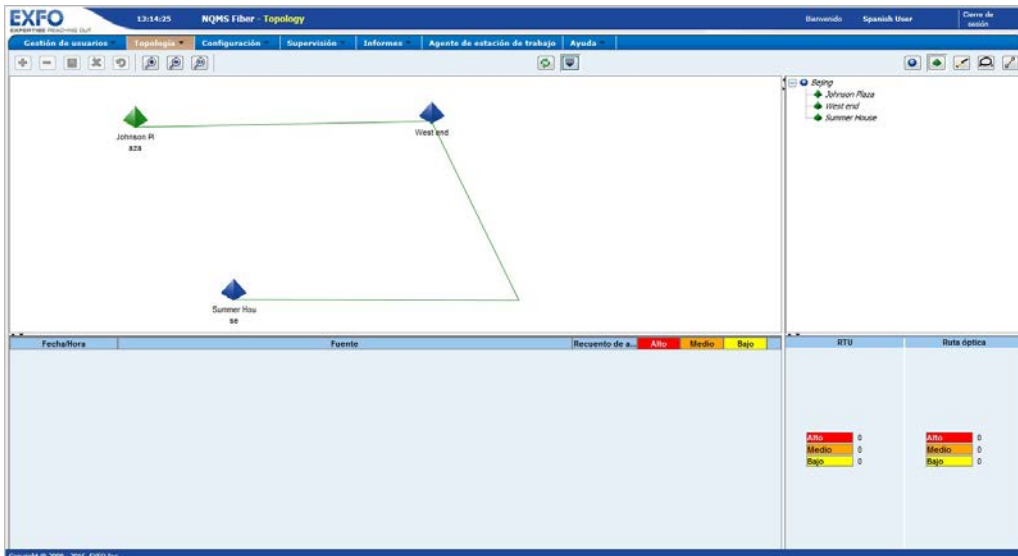 EXFO
EXPERTISE REACHING OUT
13:14:25
NQMS Fiber - Topology
Bienvenido Spanish User
Cierre de
sesión
Gestión de usuarios Topología Configuración Supervisión Informes Agente de estación de trabajo Ayuda
Johnson Pl
aza
West end
Summer Hou
se
Beijing
Johnson Plaza
West end
Summer House
Fecha/Hora Fuente Recuento de a... Alto Medio Bajo
RTU Ruta óptica
Alto 0 Alto 0
Medio 0 Medio 0
Bajo 0 Bajo 0